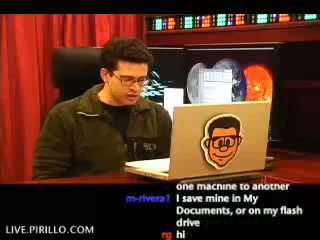 one machine to another
m-rivera1 I save mine in My
Documents, or on my flash
drive
rg hi
LIVE.PIRILLO.COM